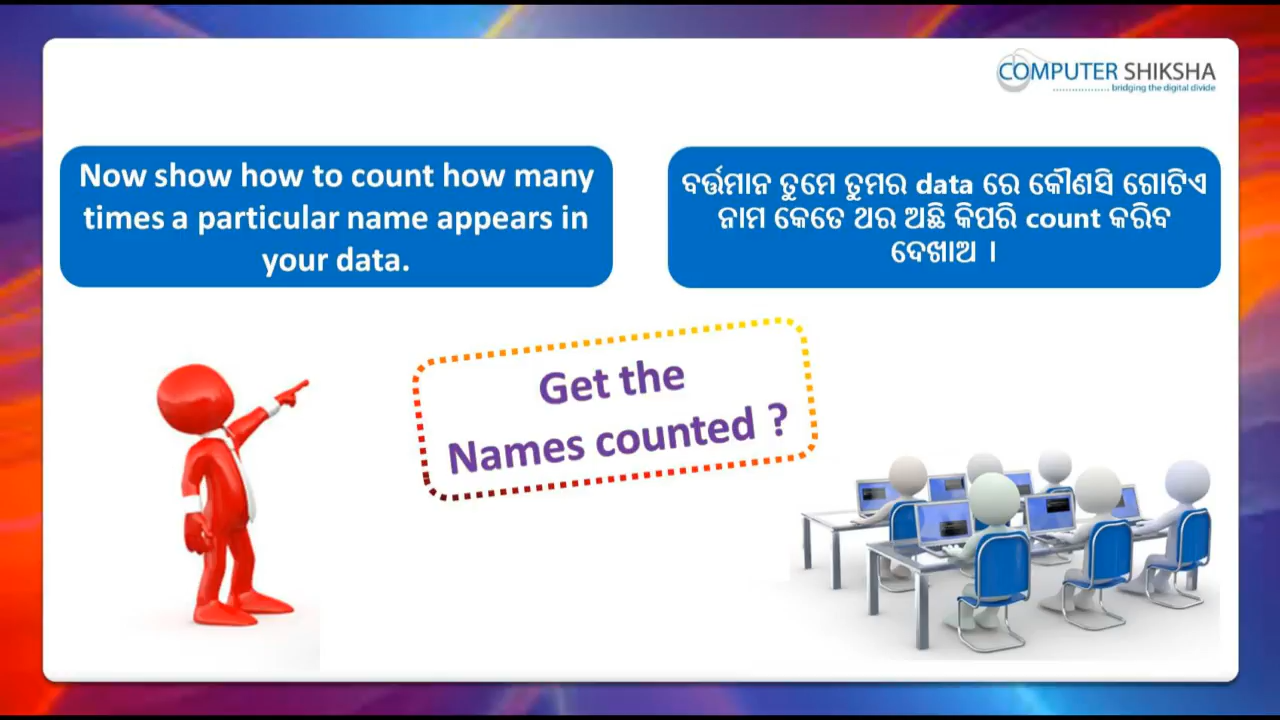 COMPUTER SHIKSHA
bridging the digital divide
Now show how to count how many
times a particular name appears in
your data.
ବର୍ତ୍ତମାନ ତୁମେ ତୁମର data ରେ କୌଣସି ଗୋଟିଏ
ନାମ କେତେ ଥର ଅଛି କିପରି count କରିବ
ଦେଖାଅ ।
Get the
Names counted ?